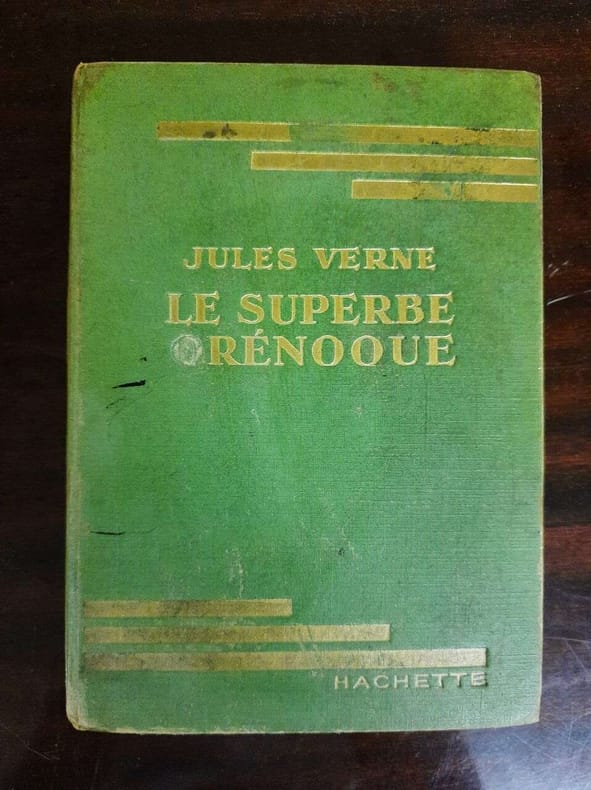 JULES VERNE
LE SUPERBE
ORÉNOQUE
HACHETTE